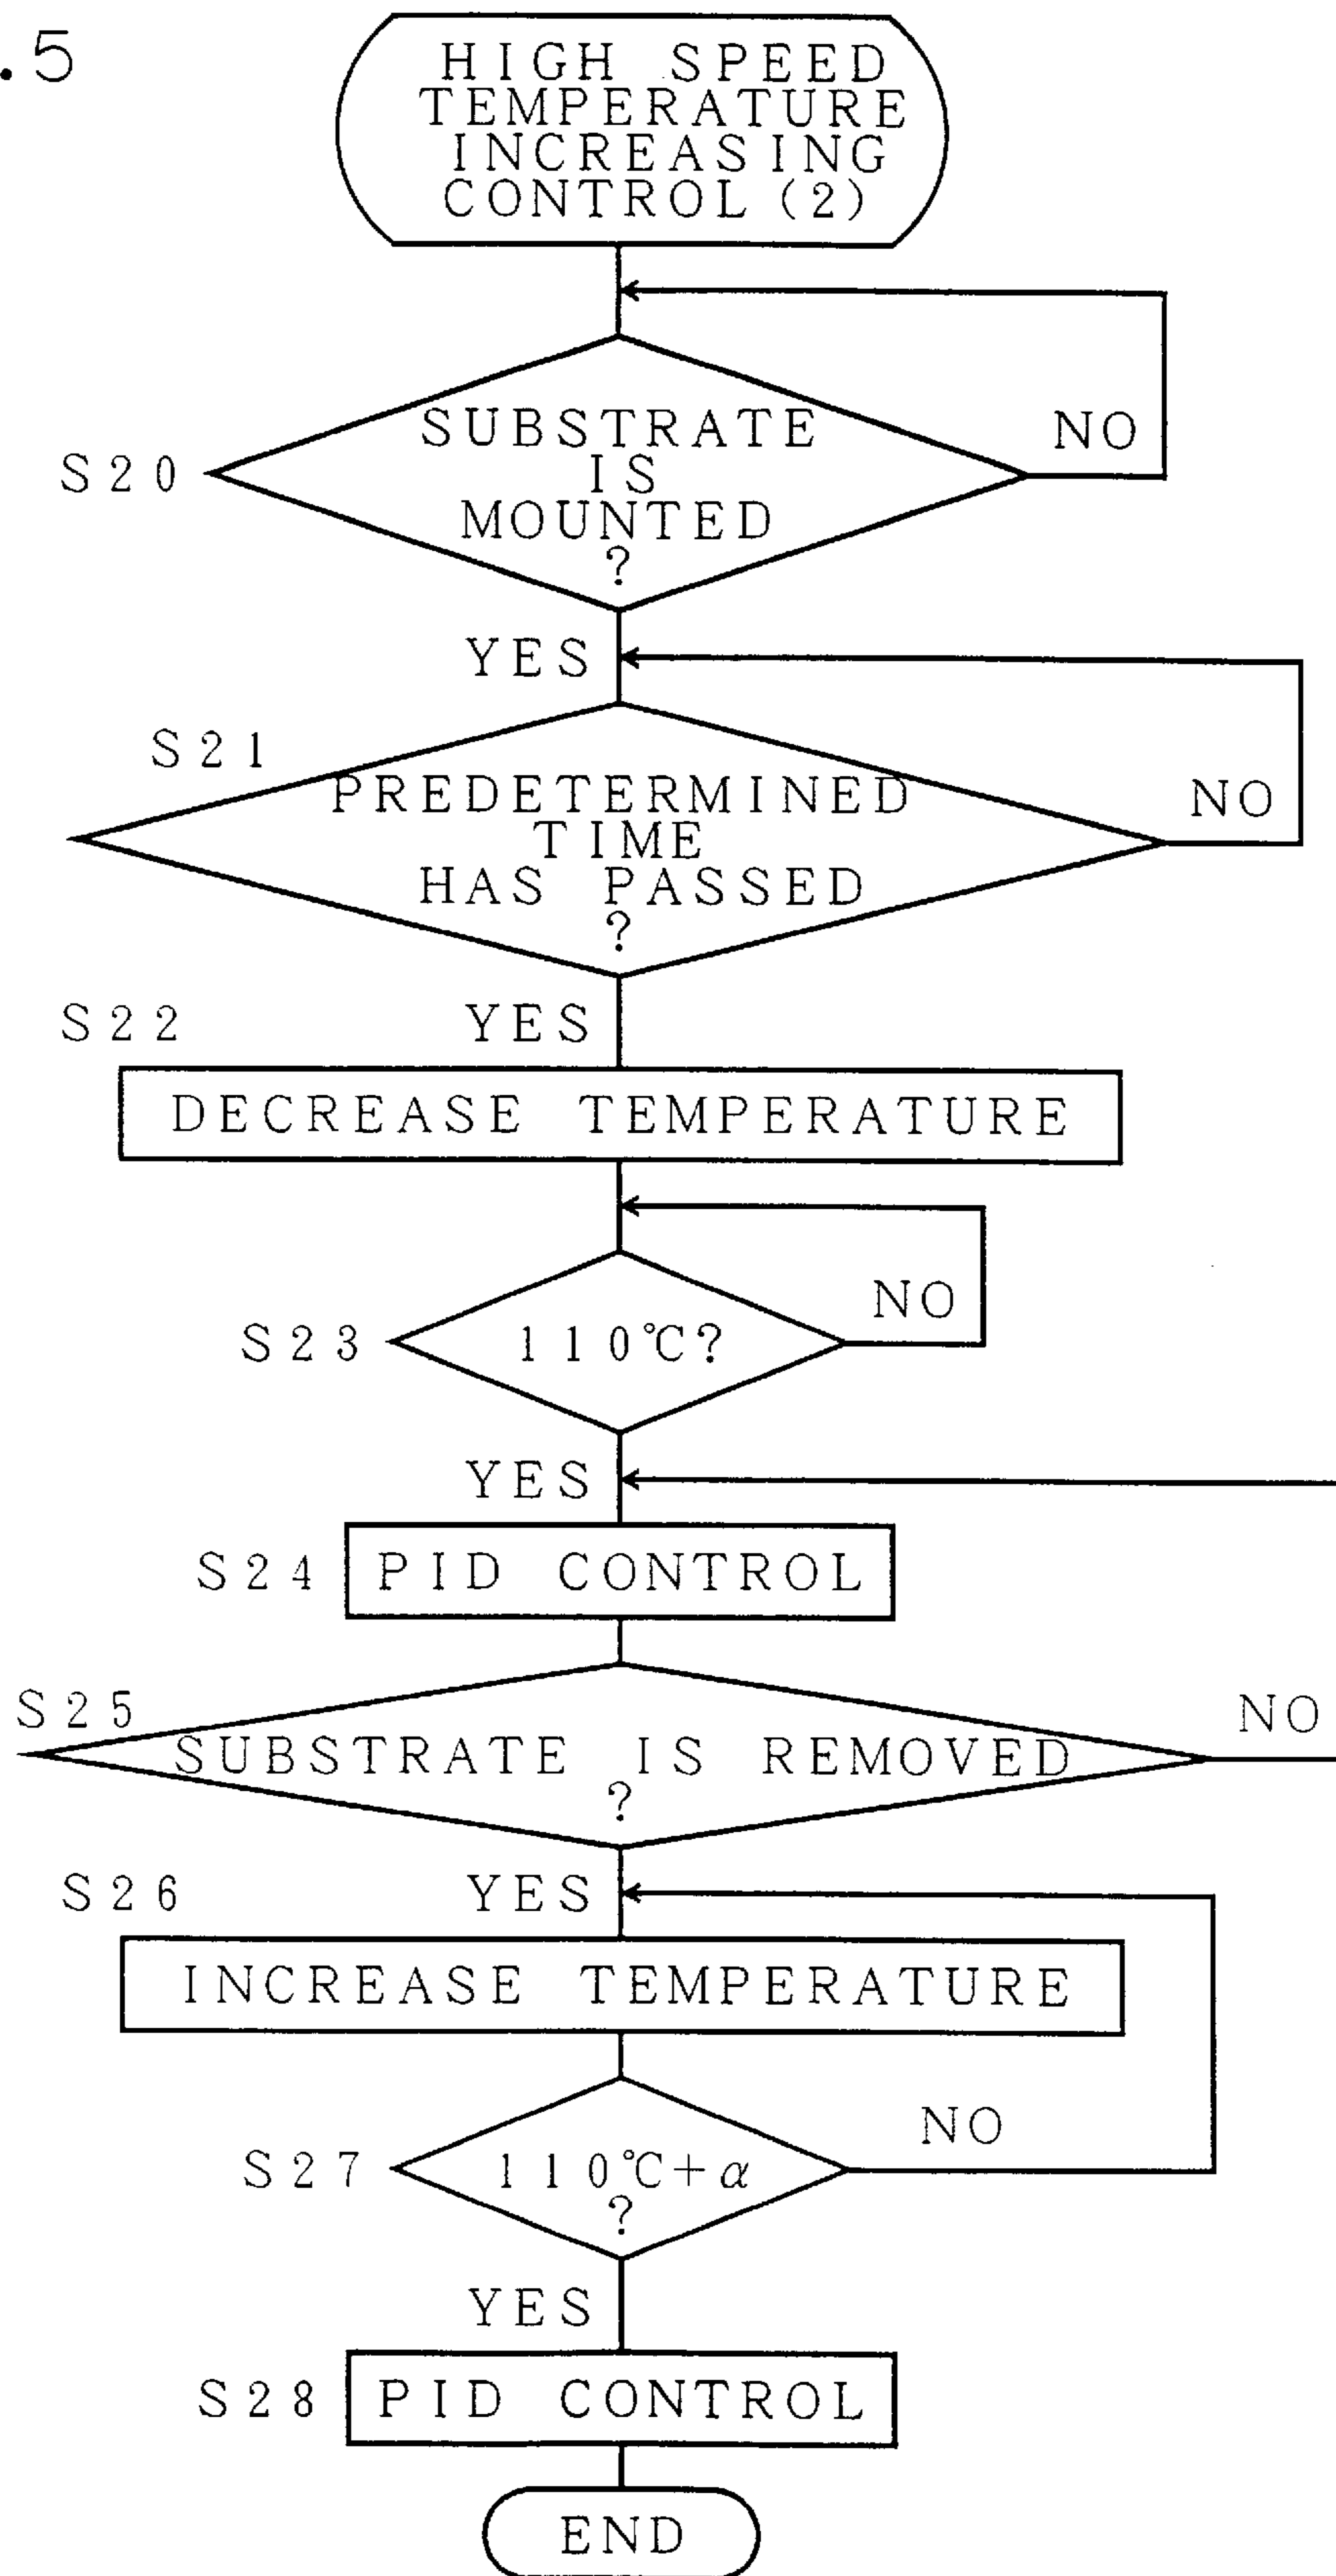 .5
HIGH SPEED
TEMPERATURE
INCREASING
CONTROL (2)
NO
S20
SUBSTRATE
IS
MOUNTED
?
YES
S21
PREDETERMINED
TIME
HAS PASSED
?
NO
S22
YES
DECREASE TEMPERATURE
NO
S23
110℃?
YES
S24
PID CONTROL
S25
NO
SUBSTRATE IS REMOVED
?
S26
YES
INCREASE TEMPERATURE
NO
S27
110℃+α
?
YES
S28
PID CONTROL
END